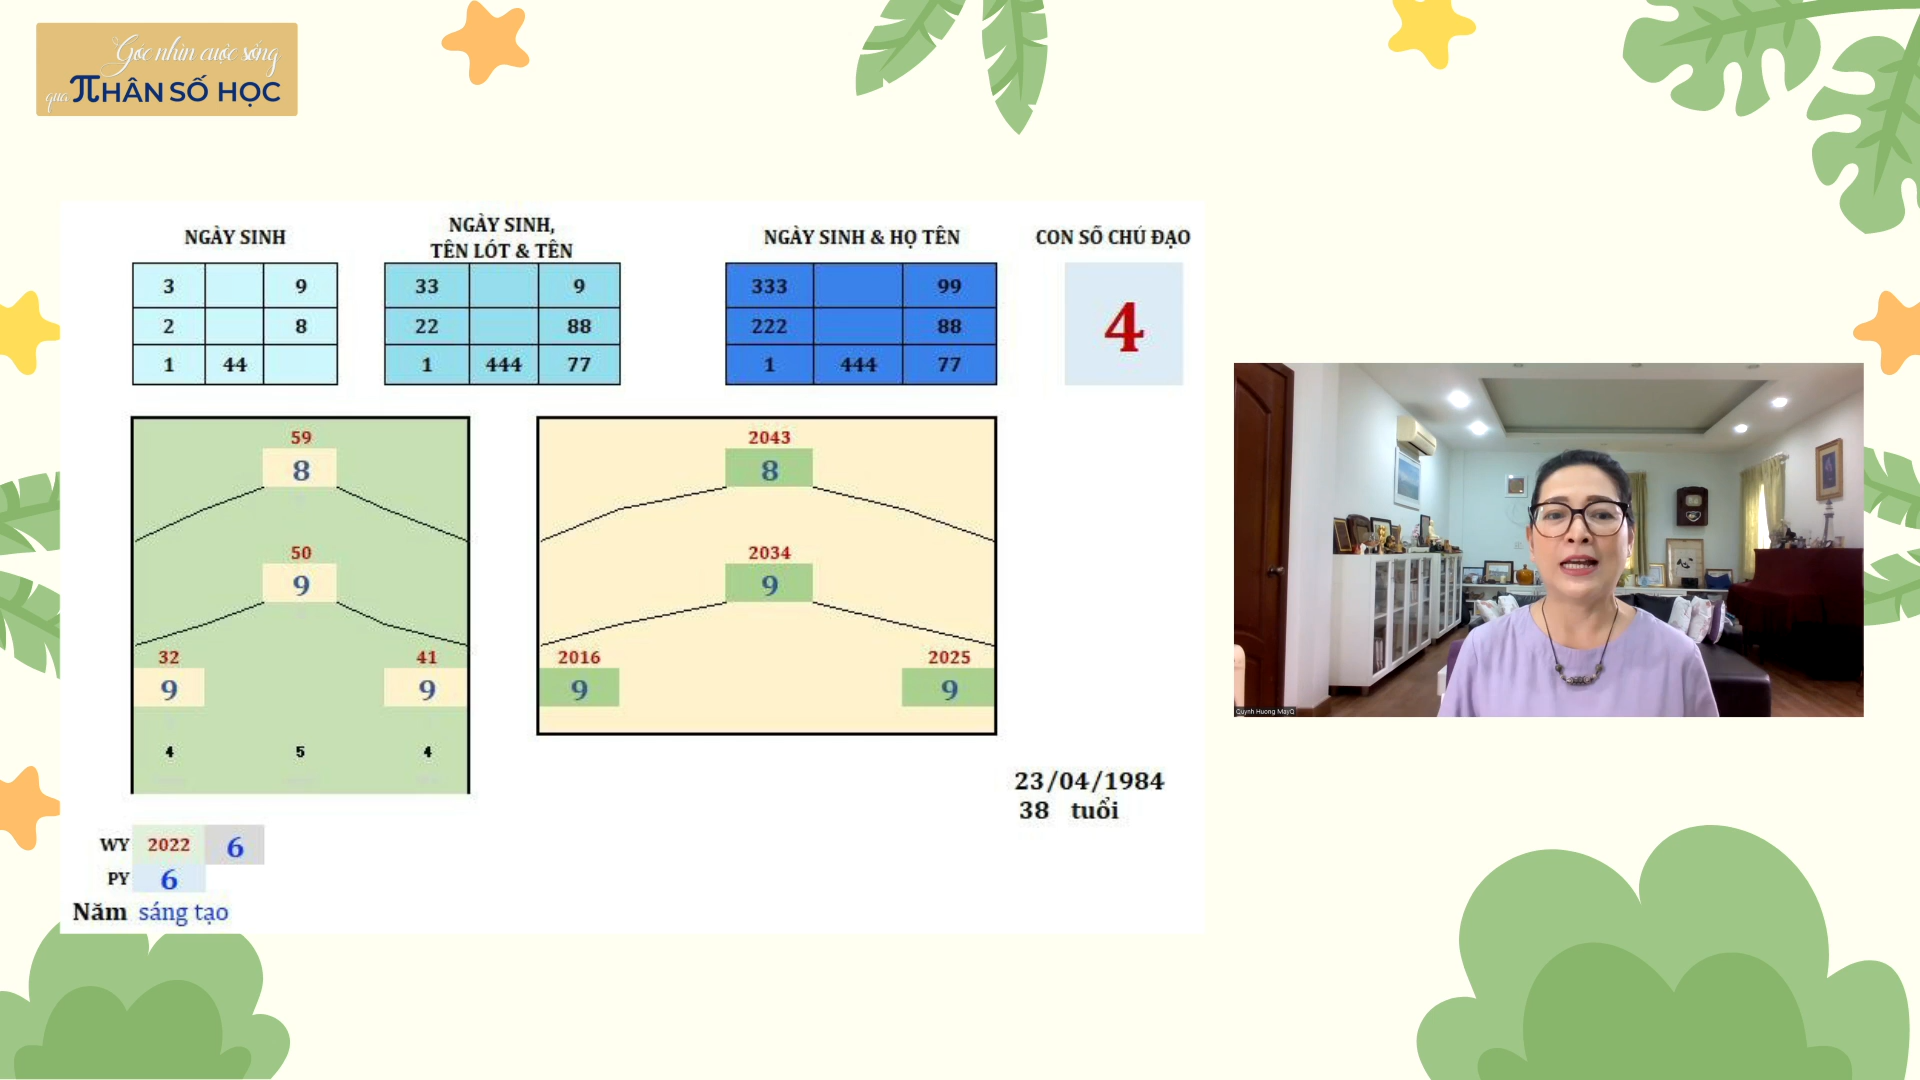 Góc nhìn cuộc sống
qua THÂN SỐ HỌC
NGÀY SINH
3 9
2 8
1 44
NGÀY SINH,
TÊN LÓT & TÊN
33 9
22 88
1 444 77
NGÀY SINH & HỌ TÊN
333 99
222 88
1 444 77
CON SỐ CHỦ ĐẠO
4
59
8
50
9
32 41
9 9
4 5 4
2043
8
2034
9
2016 2025
9 9
23/04/1984
38 tuổi
WY 2022 6
PY 6
Năm sáng tạo
Quynh Huong MayQ